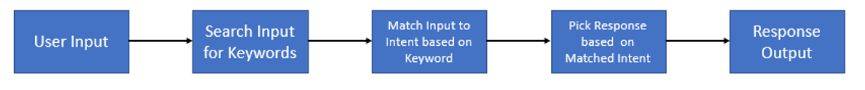 User Input
Search Input
for Keywords
Match Input to
Intent based on
Keyword
Pick Response
based on
Matched Intent
Response
Output